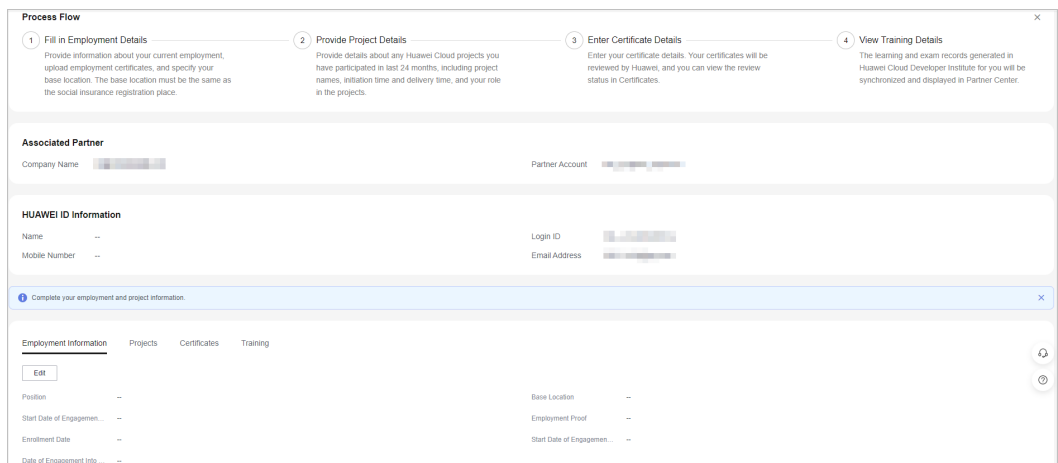 Process Flow
1 Fill in Employment Details
Provide information about your current employment,
upload employment certificates, and specify your
base location. The base location must be the same as
the social insurance registration place.
2 Provide Project Details
Provide details about any Huawei Cloud projects you
have participated in last 24 months, including project
names, initiation time and delivery time, and your role
in the projects.
3 Enter Certificate Details
Enter your certificate details. Your certificates will be
reviewed by Huawei, and you can view the review
status in Certificates.
4 View Training Details
The learning and exam records generated in
Huawei Cloud Developer Institute for you will be
synchronized and displayed in Partner Center.
Associated Partner
Company Name
Partner Account
HUAWEI ID Information
Name --
Login ID
Mobile Number --
Email Address
Complete your employment and project information.
Employment Information Projects Certificates Training
Edit
Position --
Base Location --
Start Date of Engagemen... --
Employment Proof --
Enrollment Date --
Start Date of Engagemen... --
Date of Engagement Into ... --